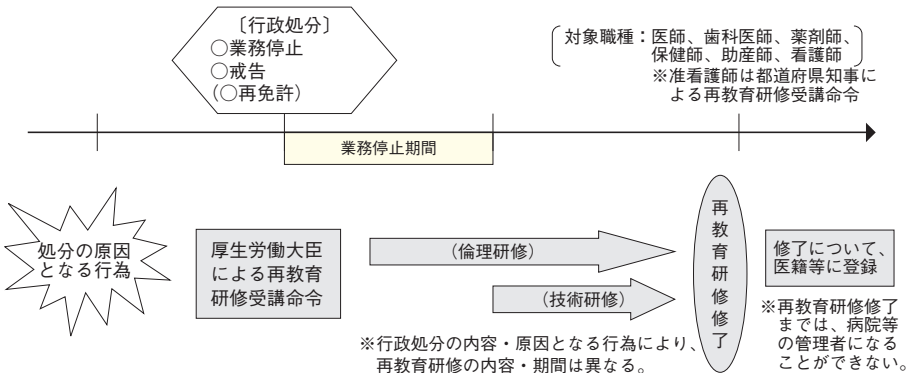 〔行政処分〕
○業務停止
○戒告
(○再免許)
対象職種：医師、歯科医師、薬剤師、
保健師、助産師、看護師
※准看護師は都道府県知事に
よる再教育研修受講命令
業務停止期間
処分の原因
となる行為
厚生労働大臣
による再教育
研修受講命令
(倫理研修)
(技術研修)
再教育研修修了
修了について、
医籍等に登録
※行政処分の内容・原因となる行為により、
再教育研修の内容・期間は異なる。
※再教育研修修了
までは、病院等
の管理者になる
ことができない。